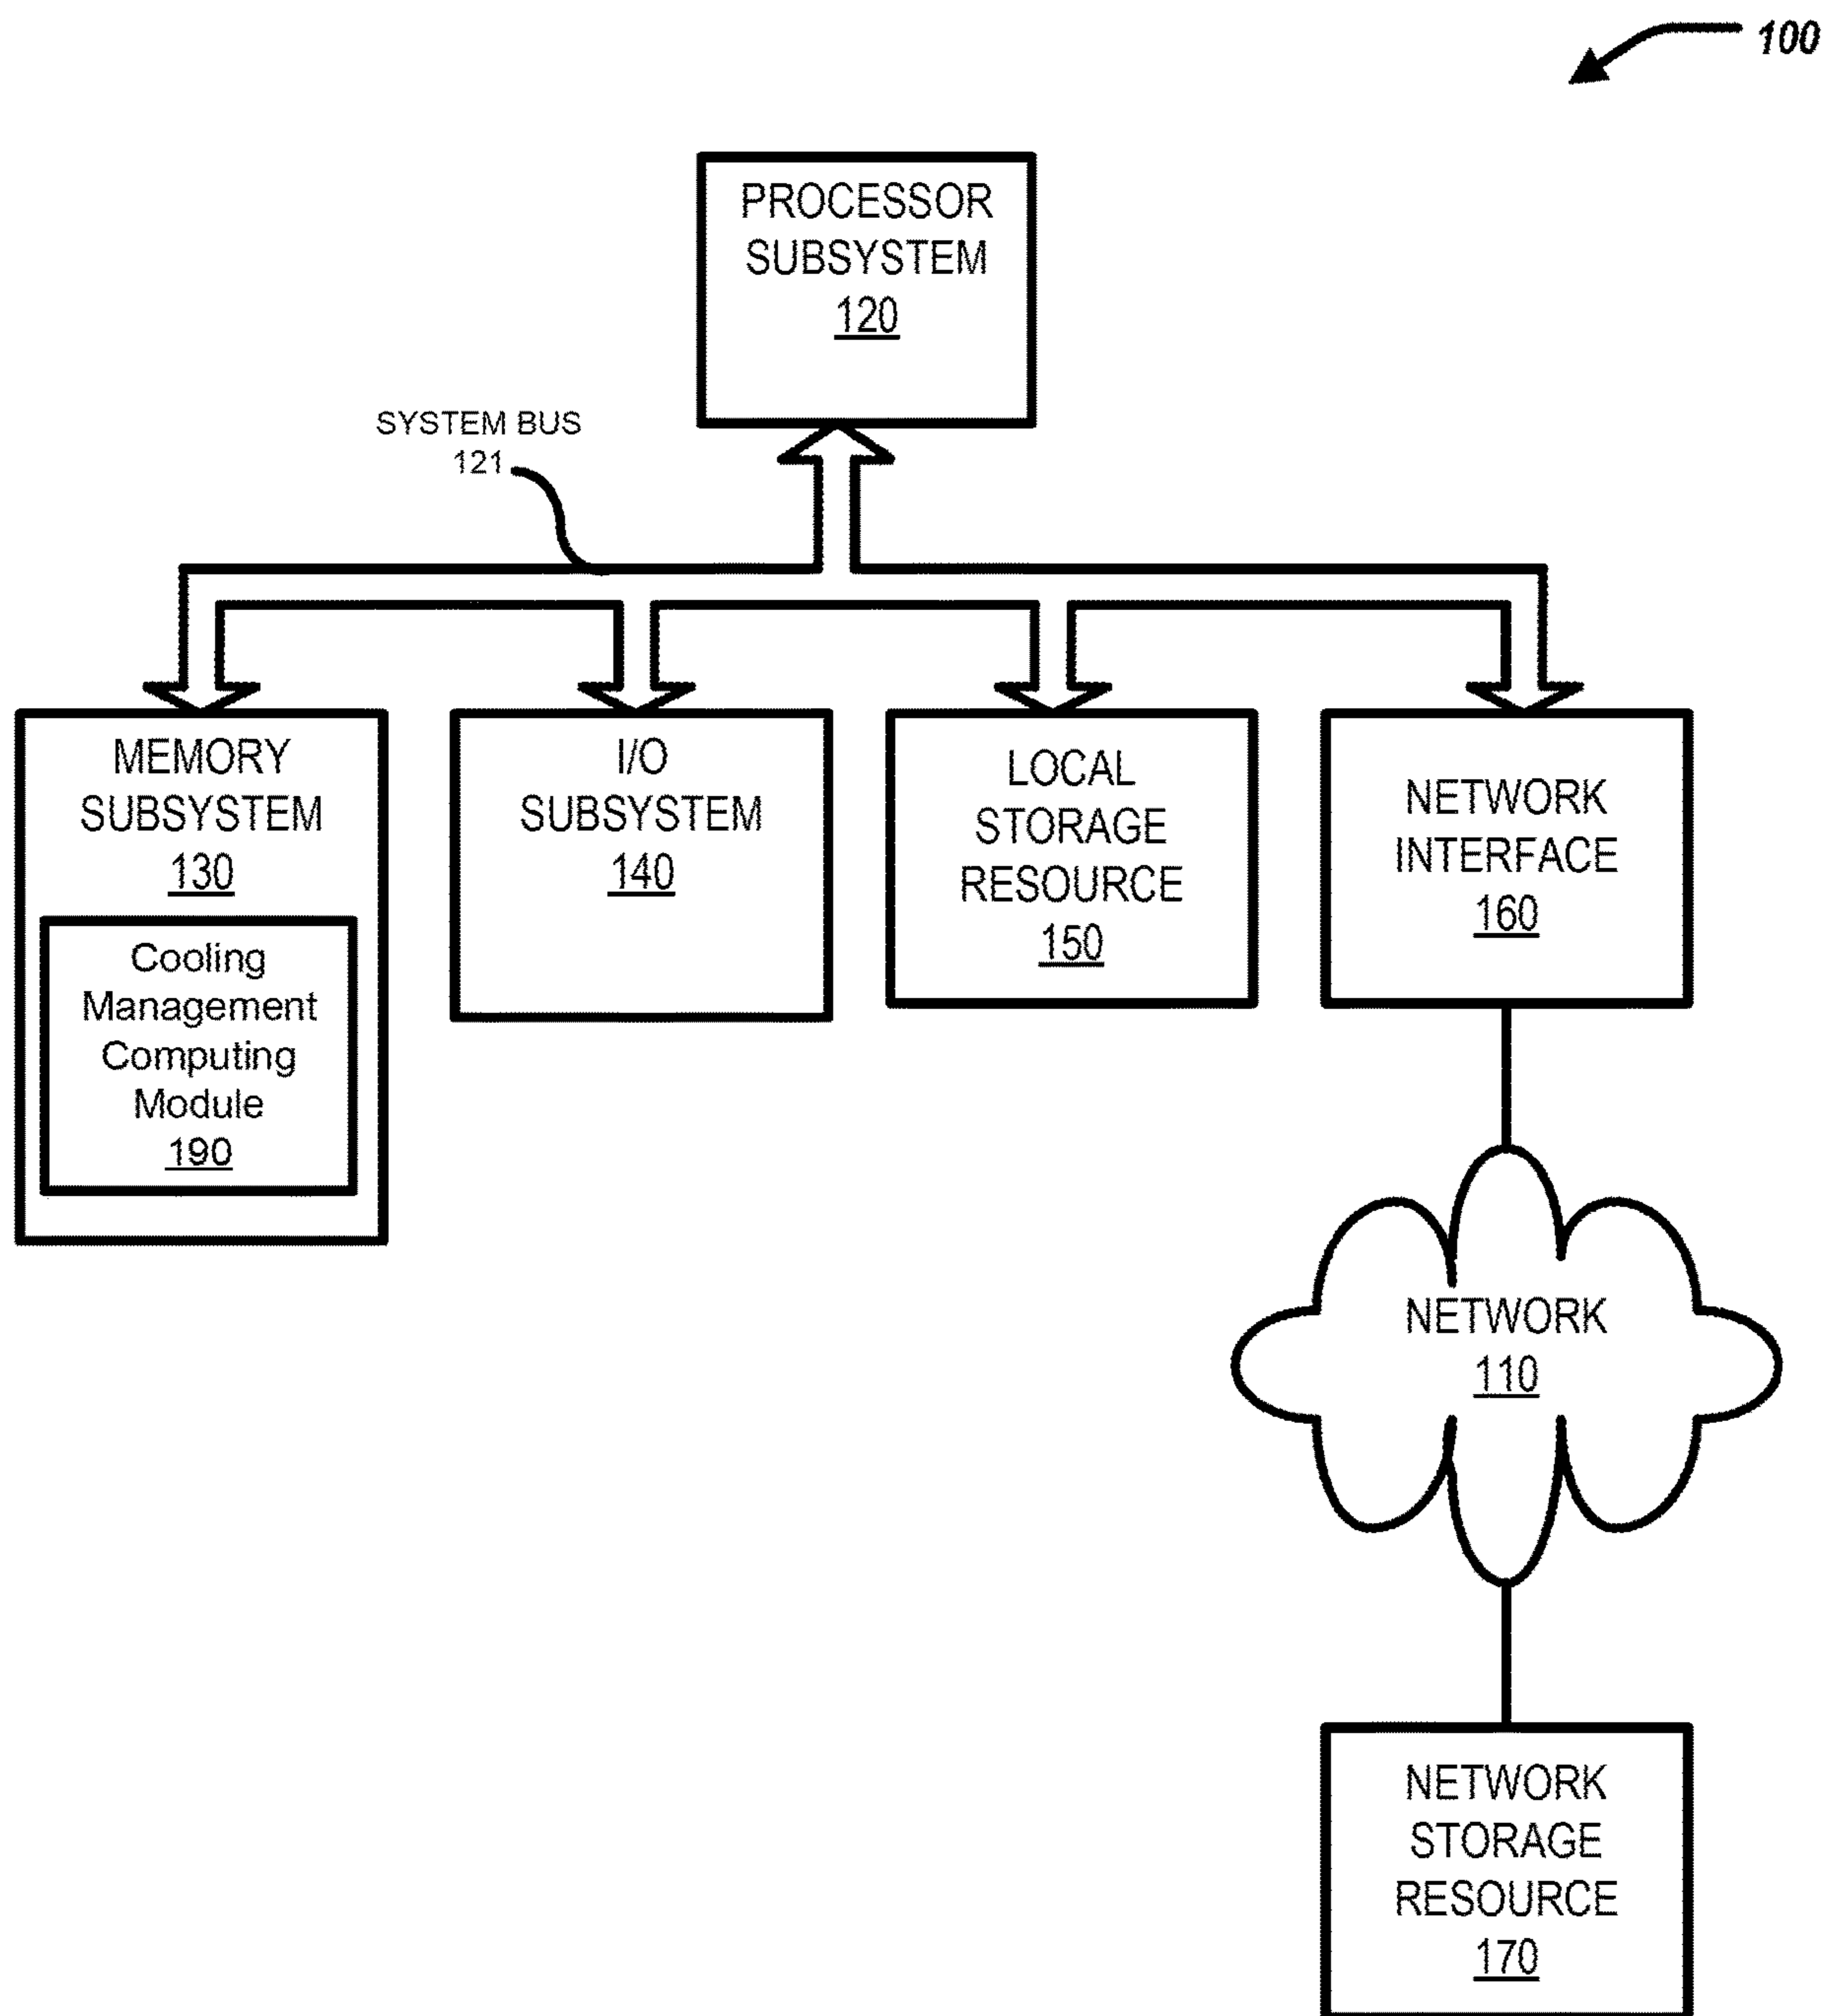 100
PROCESSOR
SUBSYSTEM
120
SYSTEM BUS
121
MEMORY
SUBSYSTEM
130
Cooling
Management
Computing
Module
190
I/O
SUBSYSTEM
140
LOCAL
STORAGE
RESOURCE
150
NETWORK
INTERFACE
160
NETWORK
110
NETWORK
STORAGE
RESOURCE
170